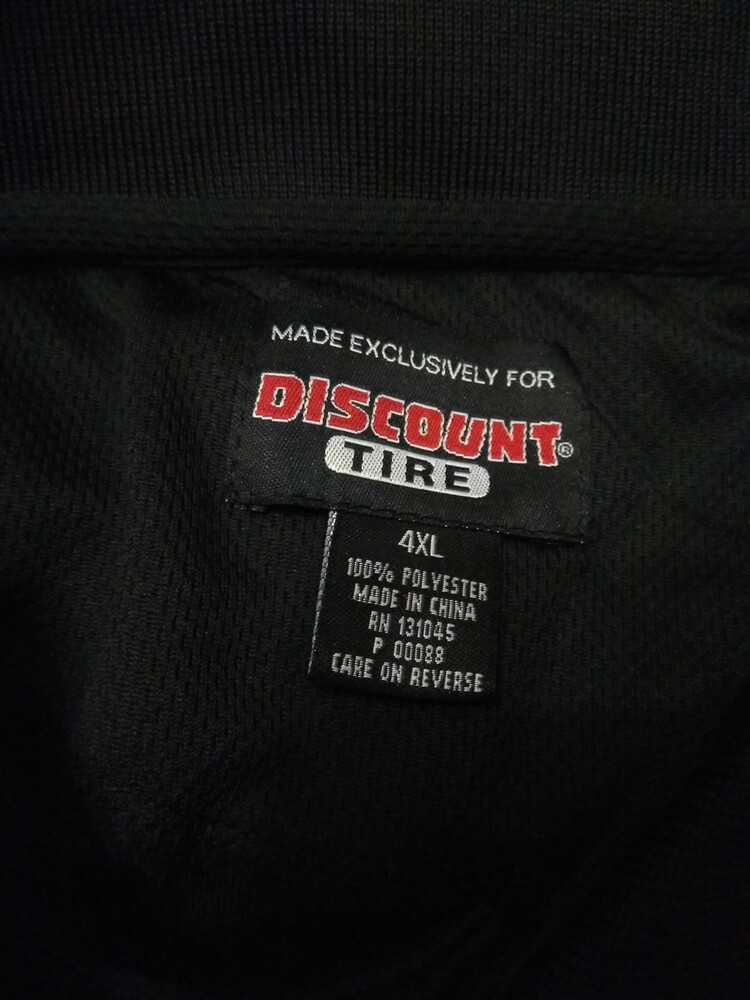 MADE EXCLUSIVELY FOR
DISCOUNT®
TIRE
4XL
100% POLYESTER
MADE IN CHINA
RN 131045
P 00088
CARE ON REVERSE